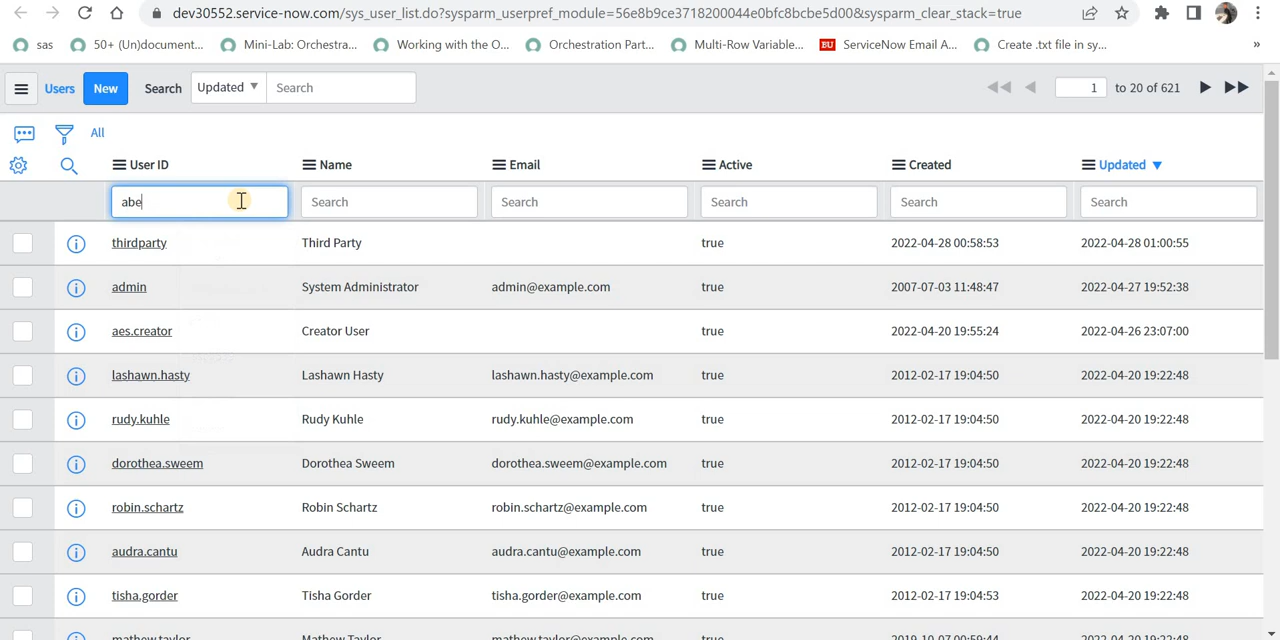 dev30552.service-now.com/sys_user_list.do?sysparm_userpref_module=56e8b9ce3718200044e0bfc8bcbe5d00&sysparm_clear_stack=true
sas 50+ (Un)document... Mini-Lab: Orchestra... Working with the O... Orchestration Part... Multi-Row Variable... BU ServiceNow Email A... Create .txt file in sy... »
Users New Search Updated Search 1 to 20 of 621
All
User ID Name Email Active Created Updated
abe Search Search Search Search Search
thirdparty Third Party true 2022-04-28 00:58:53 2022-04-28 01:00:55
admin System Administrator admin@example.com true 2007-07-03 11:48:47 2022-04-27 19:52:38
aes.creator Creator User true 2022-04-20 19:55:24 2022-04-26 23:07:00
lashawn.hasty Lashawn Hasty lashawn.hasty@example.com true 2012-02-17 19:04:50 2022-04-20 19:22:48
rudy.kuhle Rudy Kuhle rudy.kuhle@example.com true 2012-02-17 19:04:50 2022-04-20 19:22:48
dorothea.sweem Dorothea Sweem dorothea.sweem@example.com true 2012-02-17 19:04:50 2022-04-20 19:22:48
robin.schartz Robin Schartz robin.schartz@example.com true 2012-02-17 19:04:50 2022-04-20 19:22:48
audra.cantu Audra Cantu audra.cantu@example.com true 2012-02-17 19:04:50 2022-04-20 19:22:48
tisha.gorder Tisha Gorder tisha.gorder@example.com true 2012-02-17 19:04:53 2022-04-20 19:22:48
mathew.taylor Mathew Taylor mathew.taylor@example.com true 2019-10-07 00:59:44 2022-04-20 19:22:48